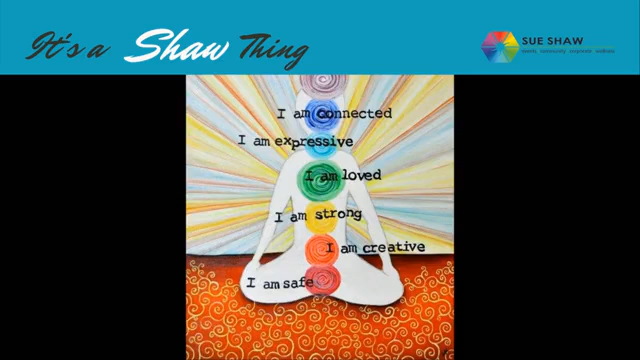 It's a Shaw Thing
SUE SHAW
I am connected
I am expressive
I am loved
I am strong
I am creative
I am safe